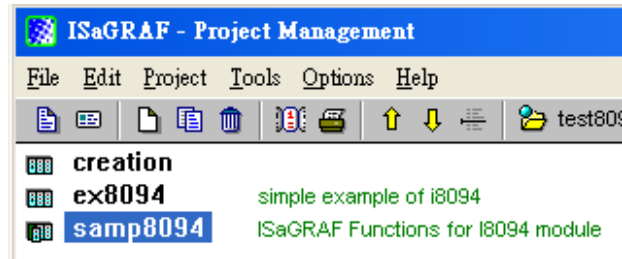 ISaGRAF - Project Management
File Edit Project Tools Options Help
test809
creation
ex8094 simple example of i8094
samp8094 ISaGRAF Functions for I8094 module